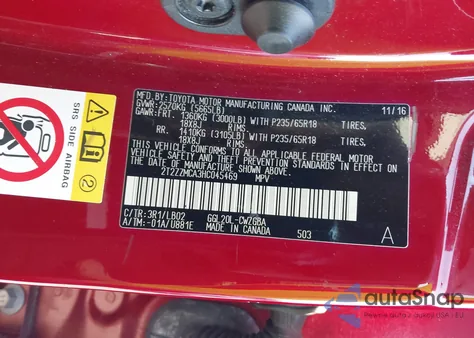 MFD. BY: TOYOTA MOTOR MANUFACTURING CANADA INC. 11/16
GVWR: 2570KG (5665LB)
GAWR: FRT. 1360KG (3000LB) WITH P235/65R18 TIRES,
18X8J RIMS,
RR. 1410KG (3105LB) WITH P235/65R18 TIRES,
18X8J RIMS.
THIS VEHICLE CONFORMS TO ALL APPLICABLE
FEDERAL MOTOR VEHICLE SAFETY AND THEFT
PREVENTION STANDARDS IN EFFECT ON THE DATE OF
MANUFACTURE SHOWN ABOVE.
2T2ZZMCA3HC045469 MPV
C/TR: 3R1/LB02 GGL20L-CWZGBA
A/TM: -01A/U881E MADE IN CANADA 503 A
SIDE AIRBAG
2
autoSnap